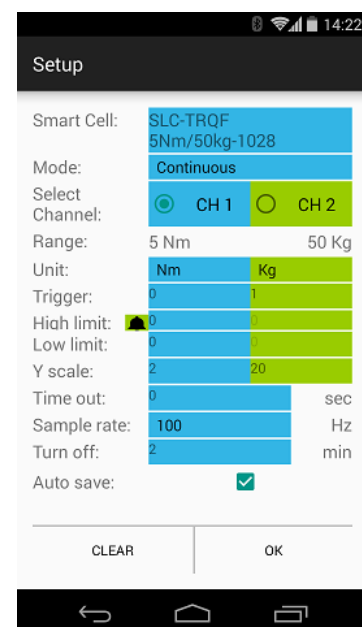 14:22
Setup
Smart Cell: SLC-TRQF
5Nm/50kg-1028
Mode: Continuous
Select
Channel: CH 1 CH 2
Range: 5 Nm 50 Kg
Unit: Nm Kg
Trigger: 0 1
High limit: 0 0
Low limit: 0 0
Y scale: 2 20
Time out: 0 sec
Sample rate: 100 Hz
Turn off: 2 min
Auto save:
CLEAR OK